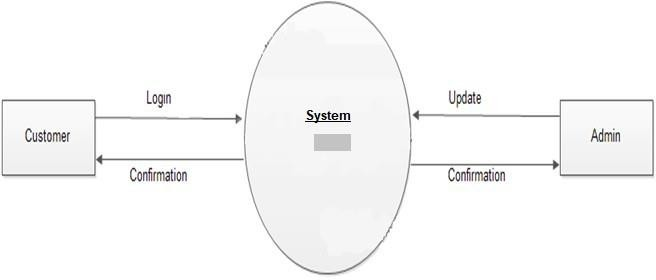 Login
Update
System
Customer
Admin
Confirmation
Confirmation